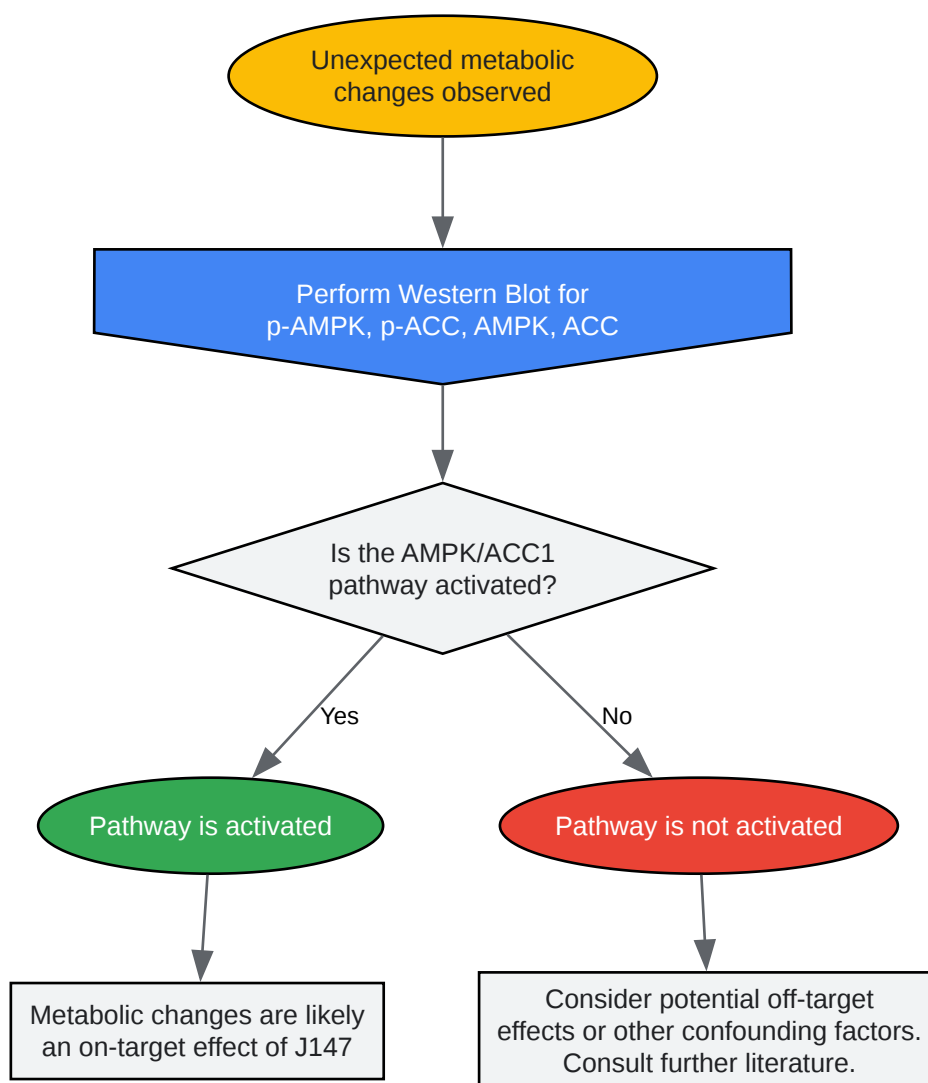 Unexpected metabolic
changes observed
Perform Western Blot for
p-AMPK, p-ACC, AMPK, ACC
Is the AMPK/ACC1
pathway activated?
Yes
No
Pathway is activated
Pathway is not activated
Metabolic changes are likely
an on-target effect of J147
Consider potential off-target
effects or other confounding factors.
Consult further literature.